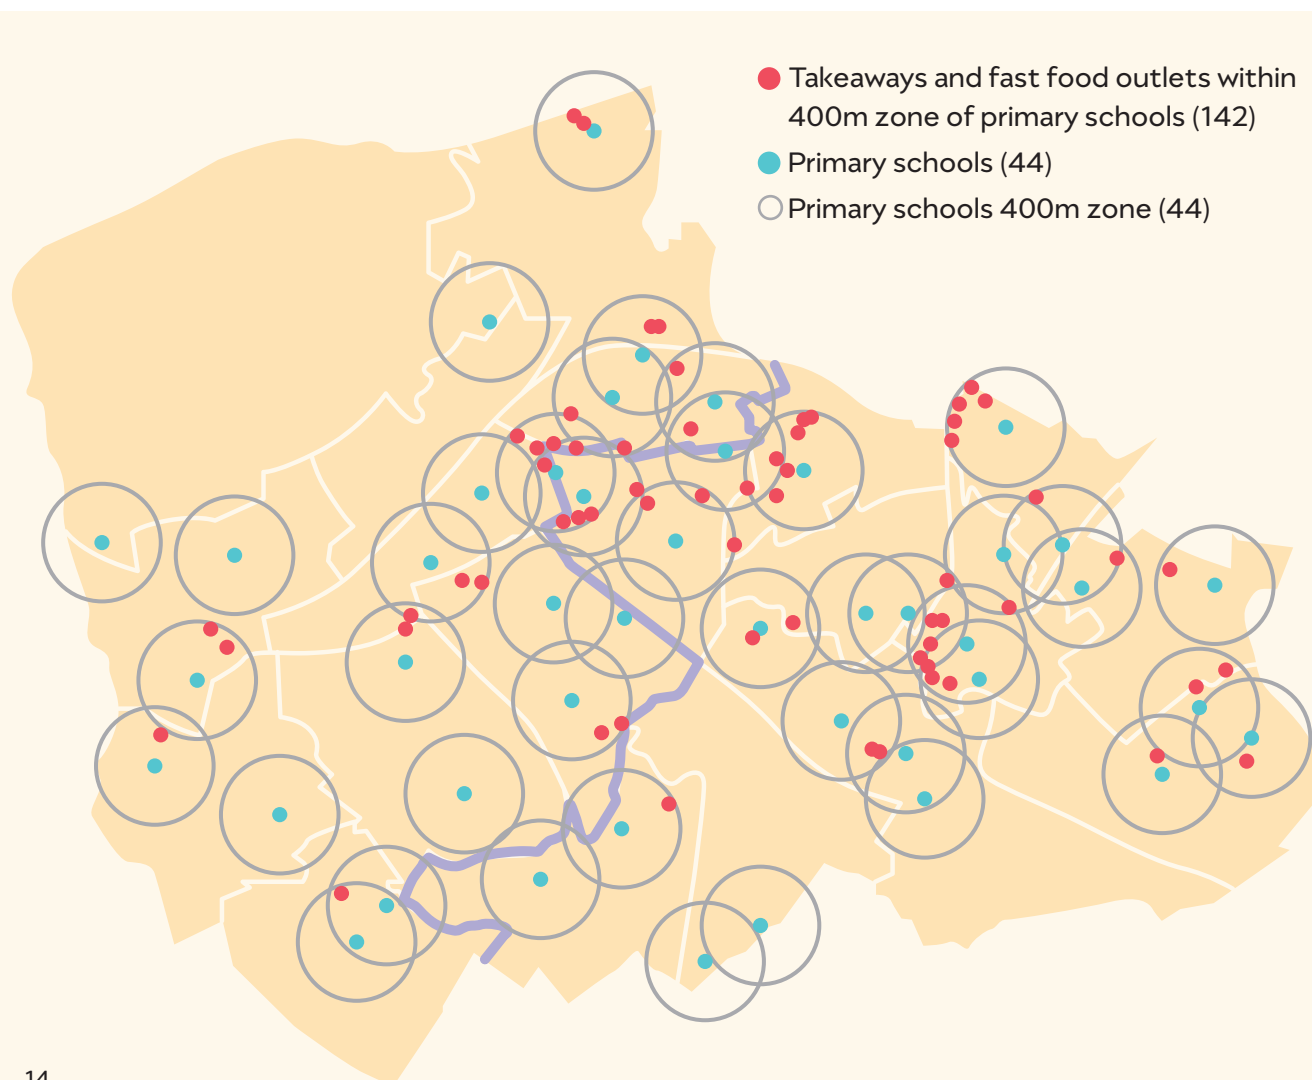 Takeaways and fast food outlets within
400m zone of primary schools (142)
Primary schools (44)
Primary schools 400m zone (44)
14